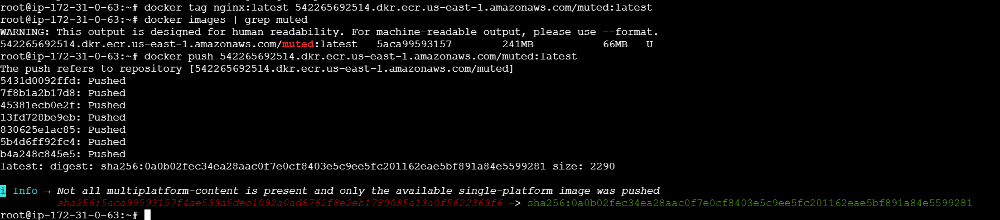 root@ip-172-31-0-63:~# docker tag nginx:latest 542265692514.dkr.ecr.us-east-1.amazonaws.com/muted:latest
root@ip-172-31-0-63:~# docker images | grep muted
WARNING: This output is designed for human readability. For machine-readable output, please use --format.
542265692514.dkr.ecr.us-east-1.amazonaws.com/muted:latest   5aca99593157        241MB           66MB   U
root@ip-172-31-0-63:~# docker push 542265692514.dkr.ecr.us-east-1.amazonaws.com/muted:latest
The push refers to repository [542265692514.dkr.ecr.us-east-1.amazonaws.com/muted]
5431d0092ffd: Pushed
7f8b1a2b17d8: Pushed
45381ecb0e2f: Pushed
13fd728be9eb: Pushed
830625e1ac85: Pushed
5b4d6ff92fc4: Pushed
b4a248c845e5: Pushed
latest: digest: sha256:0a0b02fec34ea28aac0f7e0cf8403e5c9ee5fc201162eae5bf891a84e5599281 size: 2290
i Info → Not all multiplatform-content is present and only the available single-platform image was pushed
sha256:5aca99593157f4ae539a5dec1092a0ad8762f8e2eb1789085a13a0f5622369f6 -> sha256:0a0b02fec34ea28aac0f7e0cf8403e5c9ee5fc201162eae5bf891a84e5599281
root@ip-172-31-0-63:~#